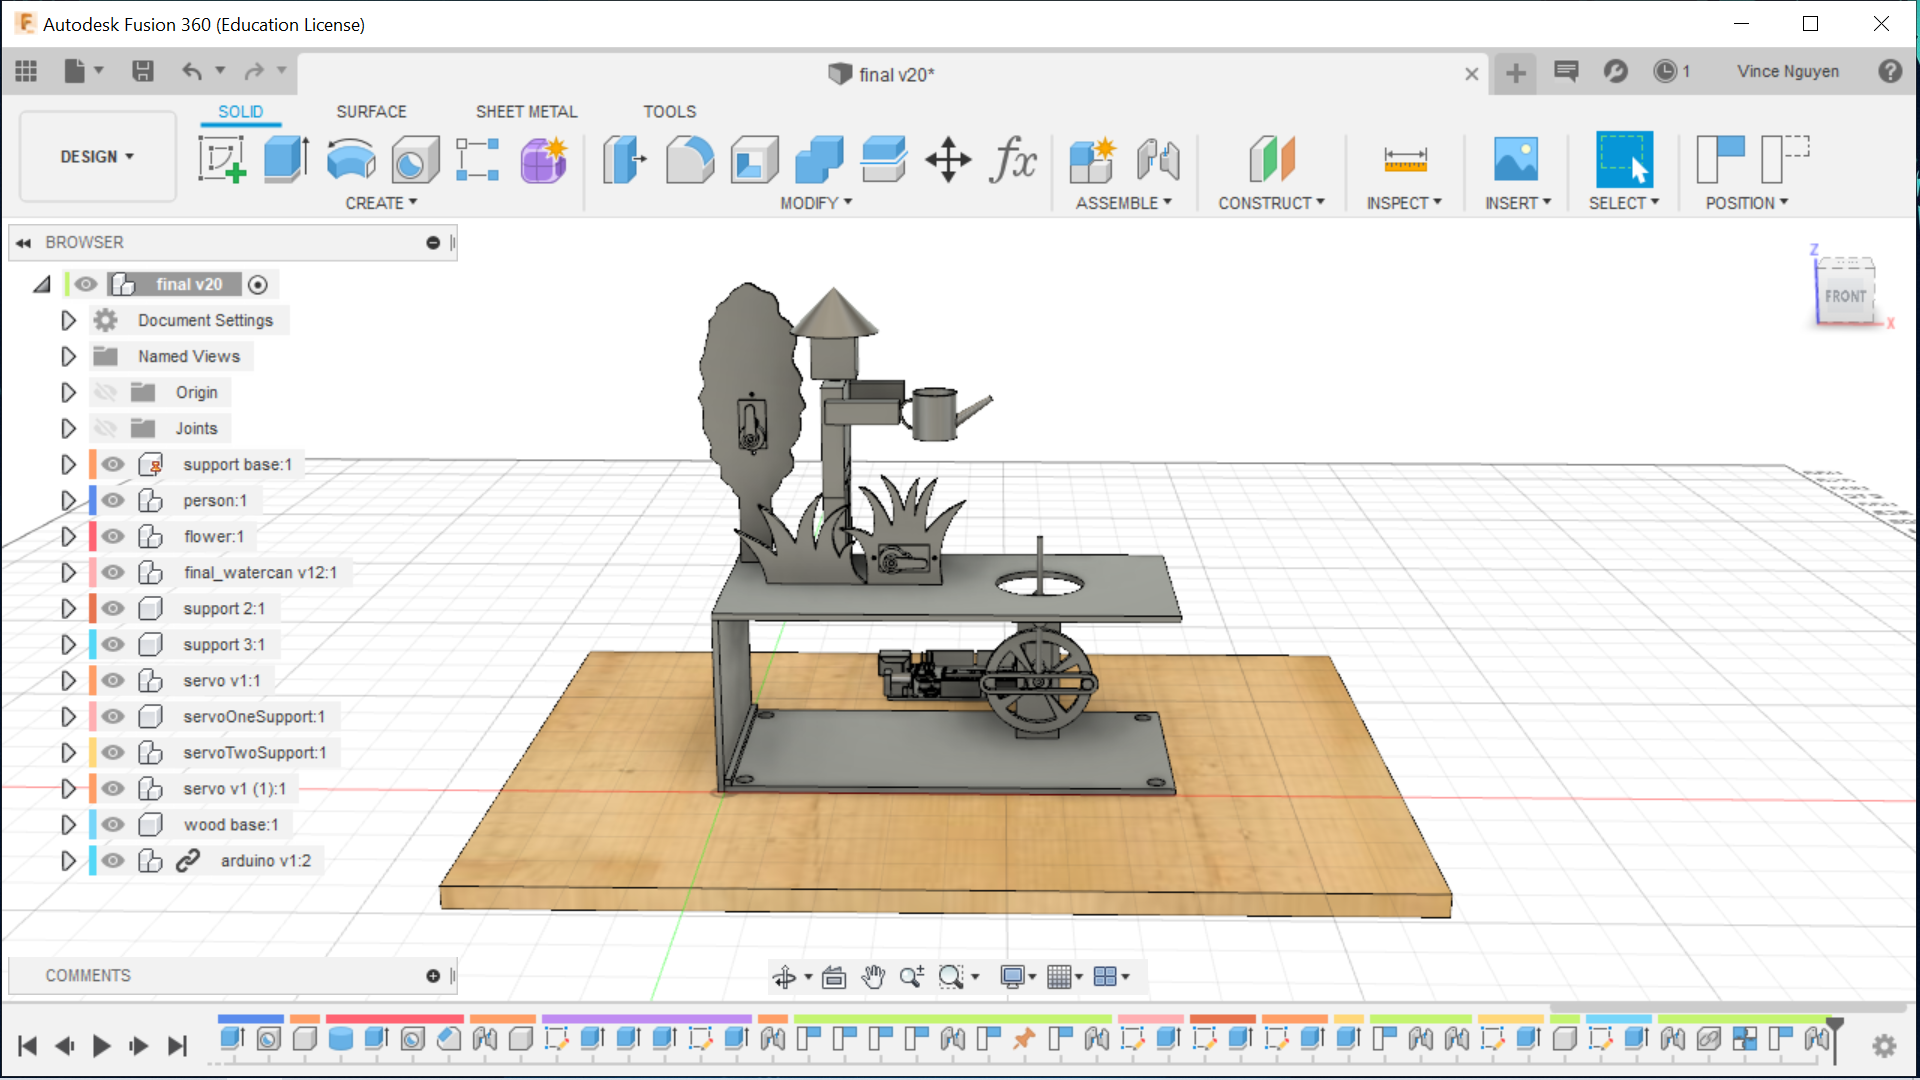 Autodesk Fusion 360 (Education License)
final v20*
1
Vince Nguyen
DESIGN
SOLID
SURFACE
SHEET METAL
TOOLS
fx
CREATE
MODIFY
ASSEMBLE
CONSTRUCT
INSPECT
INSERT
SELECT
POSITION
BROWSER
final v20
Document Settings
Named Views
Origin
Joints
support base:1
person:1
flower:1
final_watercan v12:1
support 2:1
support 3:1
servo v1:1
servoOneSupport:1
servoTwoSupport:1
servo v1 (1):1
wood base:1
arduino v1:2
Z
FRONT
X
COMMENTS